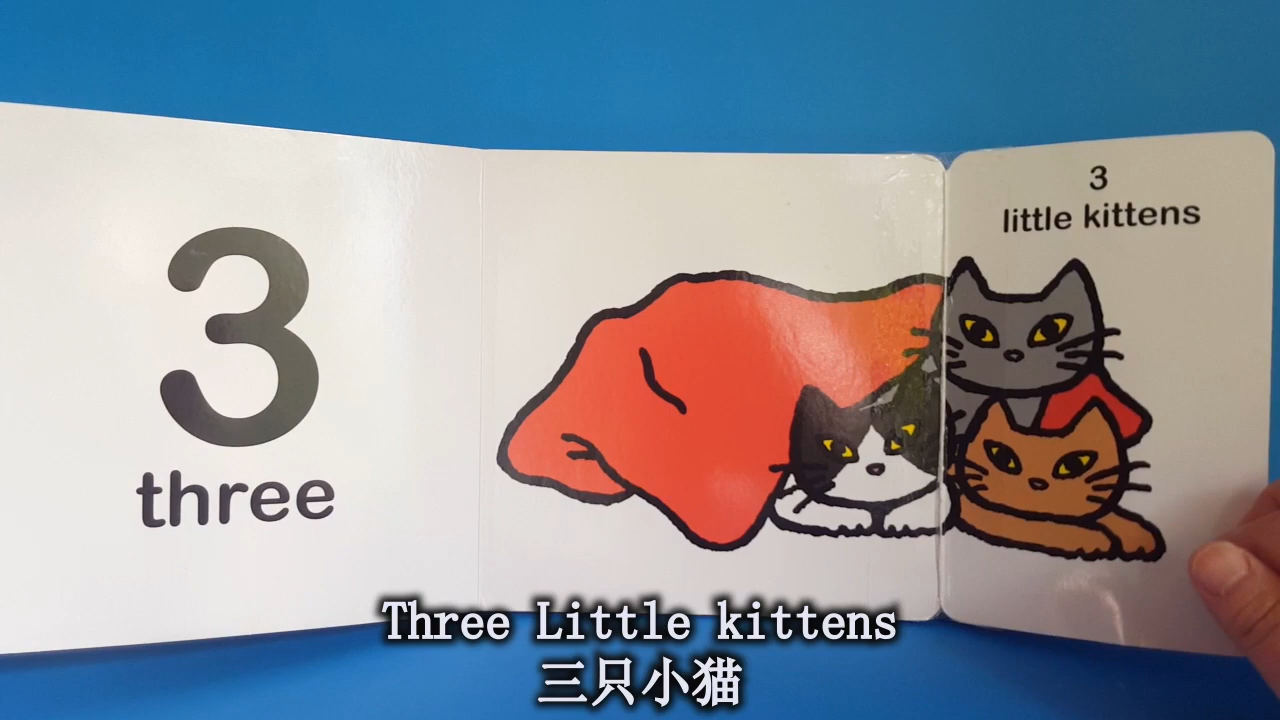 3
three
3
little kittens
Three Little kittens
三只小猫